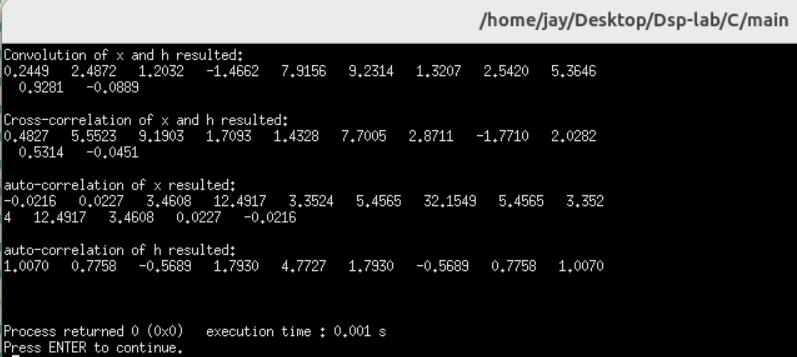 /home/jay/Desktop/Dsp-lab/C/main
Convolution of x and h resulted:
0.2449   2.4872   1.2032   -1.4662   7.9156   9.2314   1.3207   2.5420   5.3646
  0.9281   -0.0889
Cross-correlation of x and h resulted:
0.4827   5.5523   9.1903   1.7093   1.4328   7.7005   2.8711   -1.7710   2.0282
  0.5314   -0.0451
auto-correlation of x resulted:
-0.0216   0.0227   3.4608   12.4917   3.3524   5.4565   32.1549   5.4565   3.352
4   12.4917   3.4608   0.0227   -0.0216
auto-correlation of h resulted:
1.0070   0.7758   -0.5689   1.7930   4.7727   1.7930   -0.5689   0.7758   1.0070
Process returned 0 (0x0)   execution time : 0.001 s
Press ENTER to continue.